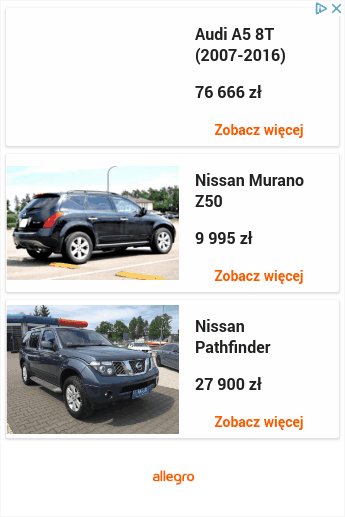 Audi A5 8T
(2007-2016)
76 666 zł
Zobacz więcej
Nissan Murano
Z50
9 995 zł
Zobacz więcej
Nissan
Pathfinder
27 900 zł
Zobacz więcej
allegro